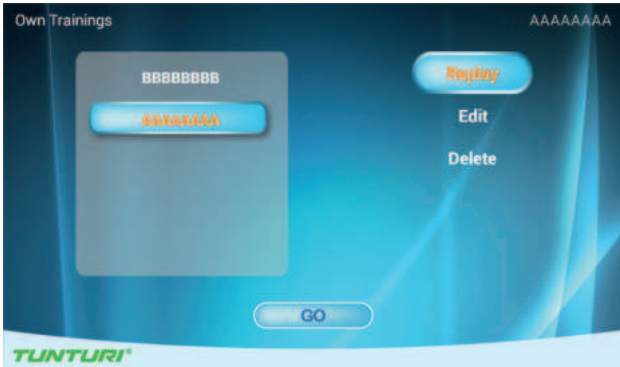 Own Trainings
AAAAAAAA
BBBBBBBB
AAAAAAAA
Replay
Edit
Delete
GO
TUNTURI®